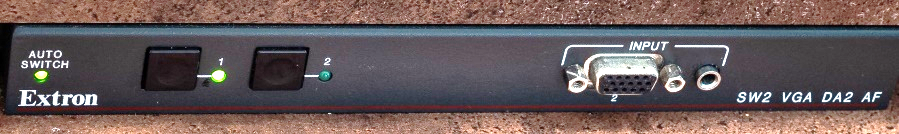 AUTO
SWITCH
Extron
1
2
INPUT
2
SW2 VGA DA2 AF